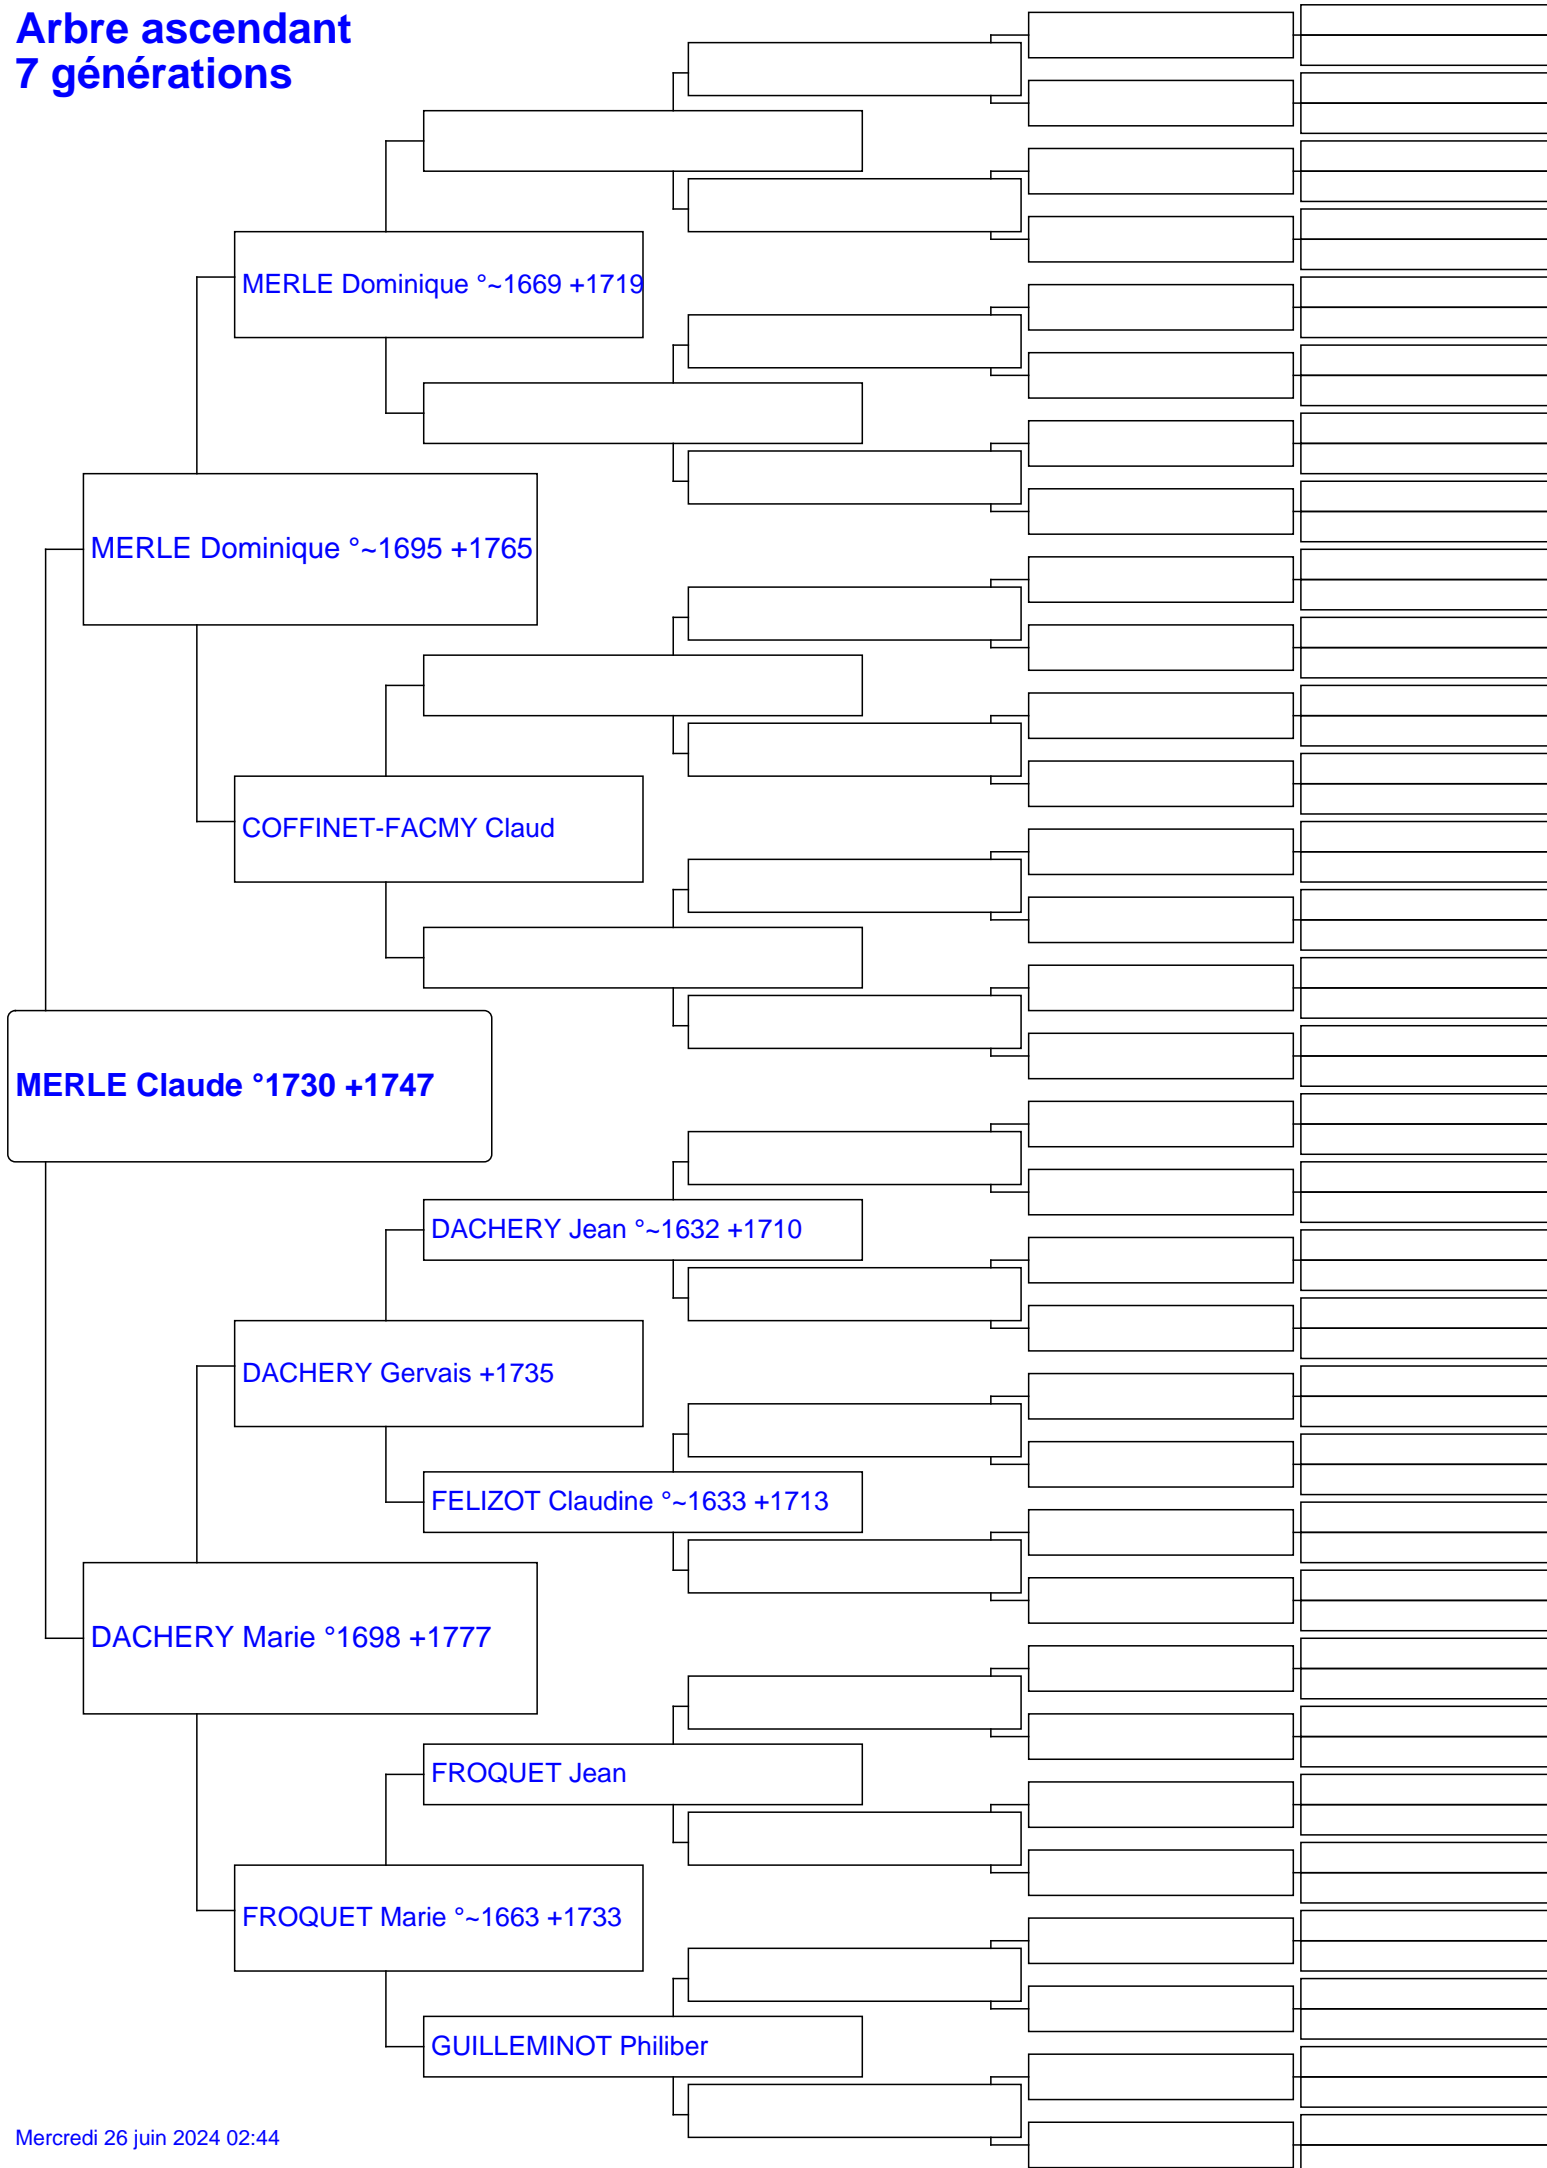 Arbre ascendant
7 générations
MERLE Dominique °~1669 +1719
MERLE Dominique °~1695 +1765
COFFINET-FACMY Claud
MERLE Claude °1730 +1747
DACHERY Jean °~1632 +1710
DACHERY Gervais +1735
FELIZOT Claudine °~1633 +1713
DACHERY Marie °1698 +1777
FROQUET Jean
FROQUET Marie °~1663 +1733
GUILLEMINOT Philiber
Mercredi 26 juin 2024 02:44